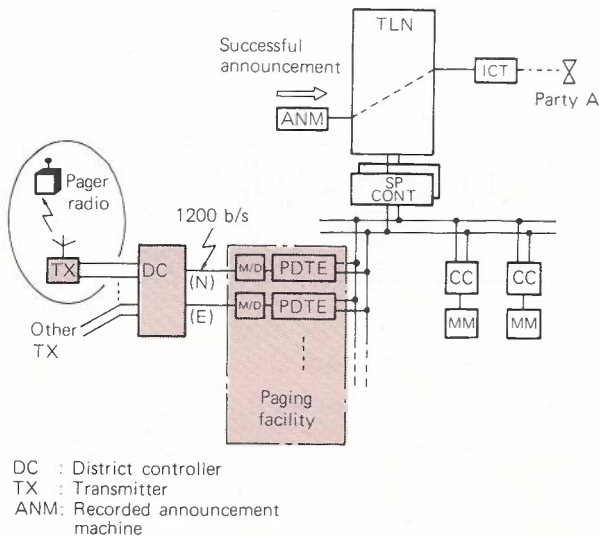 TLN
Successful
announcement
ICT
Party A
ANM
SP
CONT
Pager
radio
1200 b/s
TX
DC
(N)
M/D
PDTE
(E)
M/D
PDTE
CC
CC
MM
MM
Other
TX
Paging
facility
DC : District controller
TX : Transmitter
ANM: Recorded announcement
machine